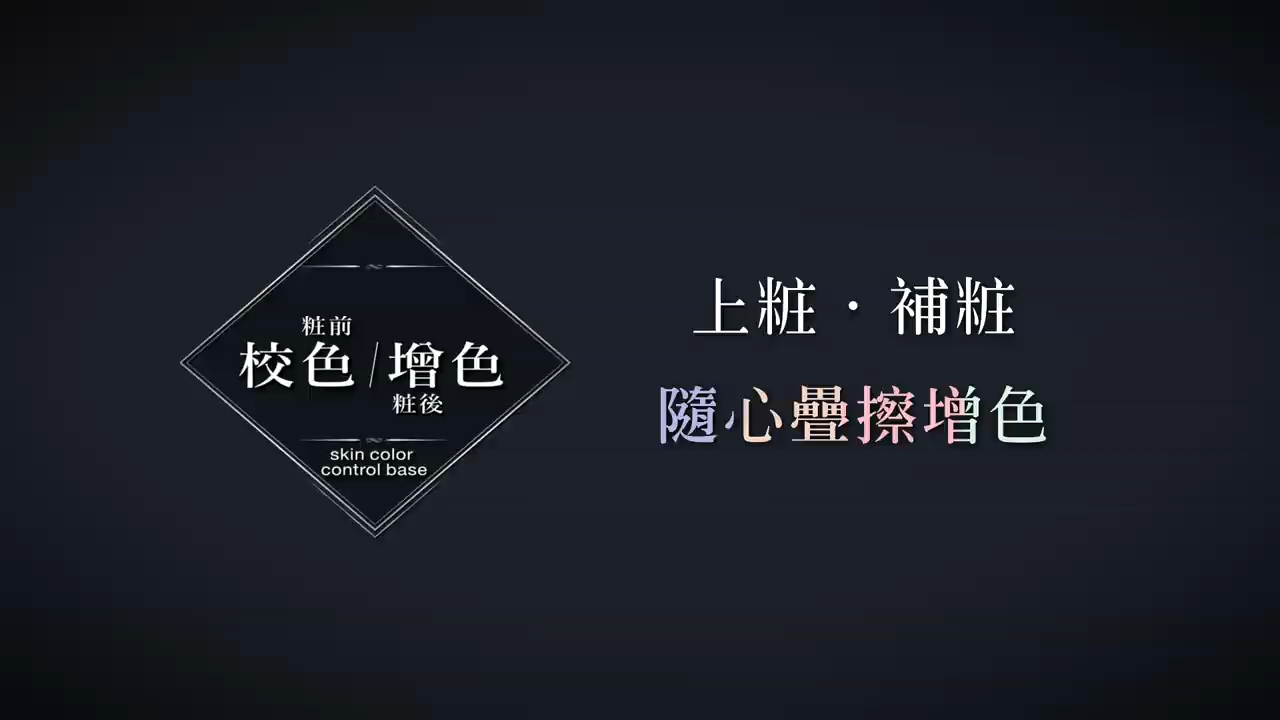 粧前
校色/增色
粧後
skin color
control base
上粧・補粧
隨心疊擦增色